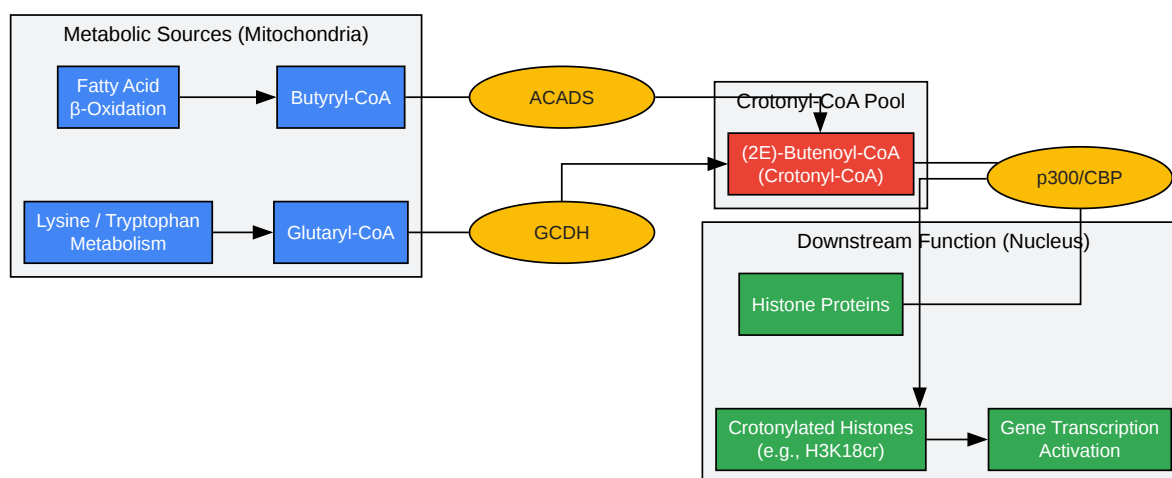 Metabolic Sources (Mitochondria)
Fatty Acid
β-Oxidation
Butyryl-CoA
ACADS
Crotonyl-CoA Pool
(2E)-Butenoyl-CoA
(Crotonyl-CoA)
p300/CBP
Lysine / Tryptophan
Metabolism
Glutaryl-CoA
GCDH
Downstream Function (Nucleus)
Histone Proteins
Crotonylated Histones
(e.g., H3K18cr)
Gene Transcription
Activation